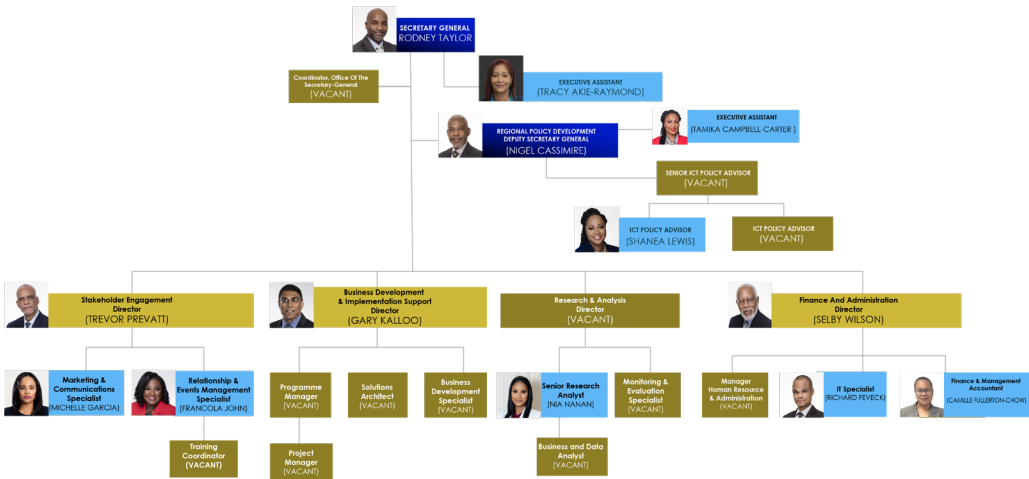 SECRETARY GENERAL
RODNEY TAYLOR
Coordinator, Office Of The
Secretary-General
(VACANT)
EXECUTIVE ASSISTANT
(TRACY AKIE-RAYMOND)
EXECUTIVE ASSISTANT
(TAMIKA CAMPBELL-CARTER )
REGIONAL POLICY DEVELOPMENT
DEPUTY SECRETARY GENERAL
(NIGEL CASSIMIRE)
SENIOR ICT POLICY ADVISOR
(VACANT)
ICT POLICY ADVISOR
(SHANEA LEWIS)
ICT POLICY ADVISOR
(VACANT)
Stakeholder Engagement
Director
(TREVOR PREVATT)
Business Development
& Implementation Support
Director
(GARY KALLOO)
Research & Analysis
Director
(VACANT)
Finance And Administration
Director
(SELBY WILSON)
Marketing &
Communications
Specialist
(MICHELLE GARCIA)
Relationship &
Events Management
Specialist
(FRANCOLA JOHN)
Programme
Manager
(VACANT)
Solutions
Architect
(VACANT)
Business
Development
Specialist
(VACANT)
Senior Research
Analyst
(NIA NANAN)
Monitoring &
Evaluation
Specialist
(VACANT)
Manager
Human Resource
& Administration
(VACANT)
IT Specialist
(RICHARD FEVECK)
Finance & Management
Accountant
(CAMILLE FULLERTON-CHOW)
Training
Coordinator
(VACANT)
Project
Manager
(VACANT)
Business and Data
Analyst
(VACANT)